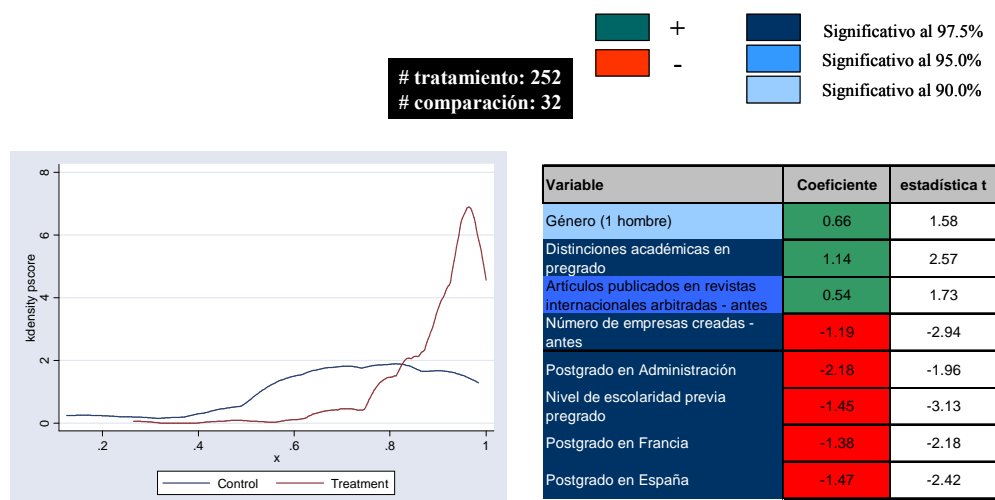 +
-
Significativo al 97.5%
Significativo al 95.0%
Significativo al 90.0%
# tratamiento: 252
# comparación: 32
kdensity pscore
8
6
4
2
0
.2
.4
.6
.8
1
x
Control
Treatment
Variable Coeficiente estadística t
Género (1 hombre) 0.66 1.58
Distinciones académicas en
pregrado 1.14 2.57
Artículos publicados en revistas
internacionales arbitradas - antes 0.54 1.73
Número de empresas creadas -
antes -1.19 -2.94
Postgrado en Administración -2.18 -1.96
Nivel de escolaridad previa
pregrado -1.45 -3.13
Postgrado en Francia -1.38 -2.18
Postgrado en España -1.47 -2.42